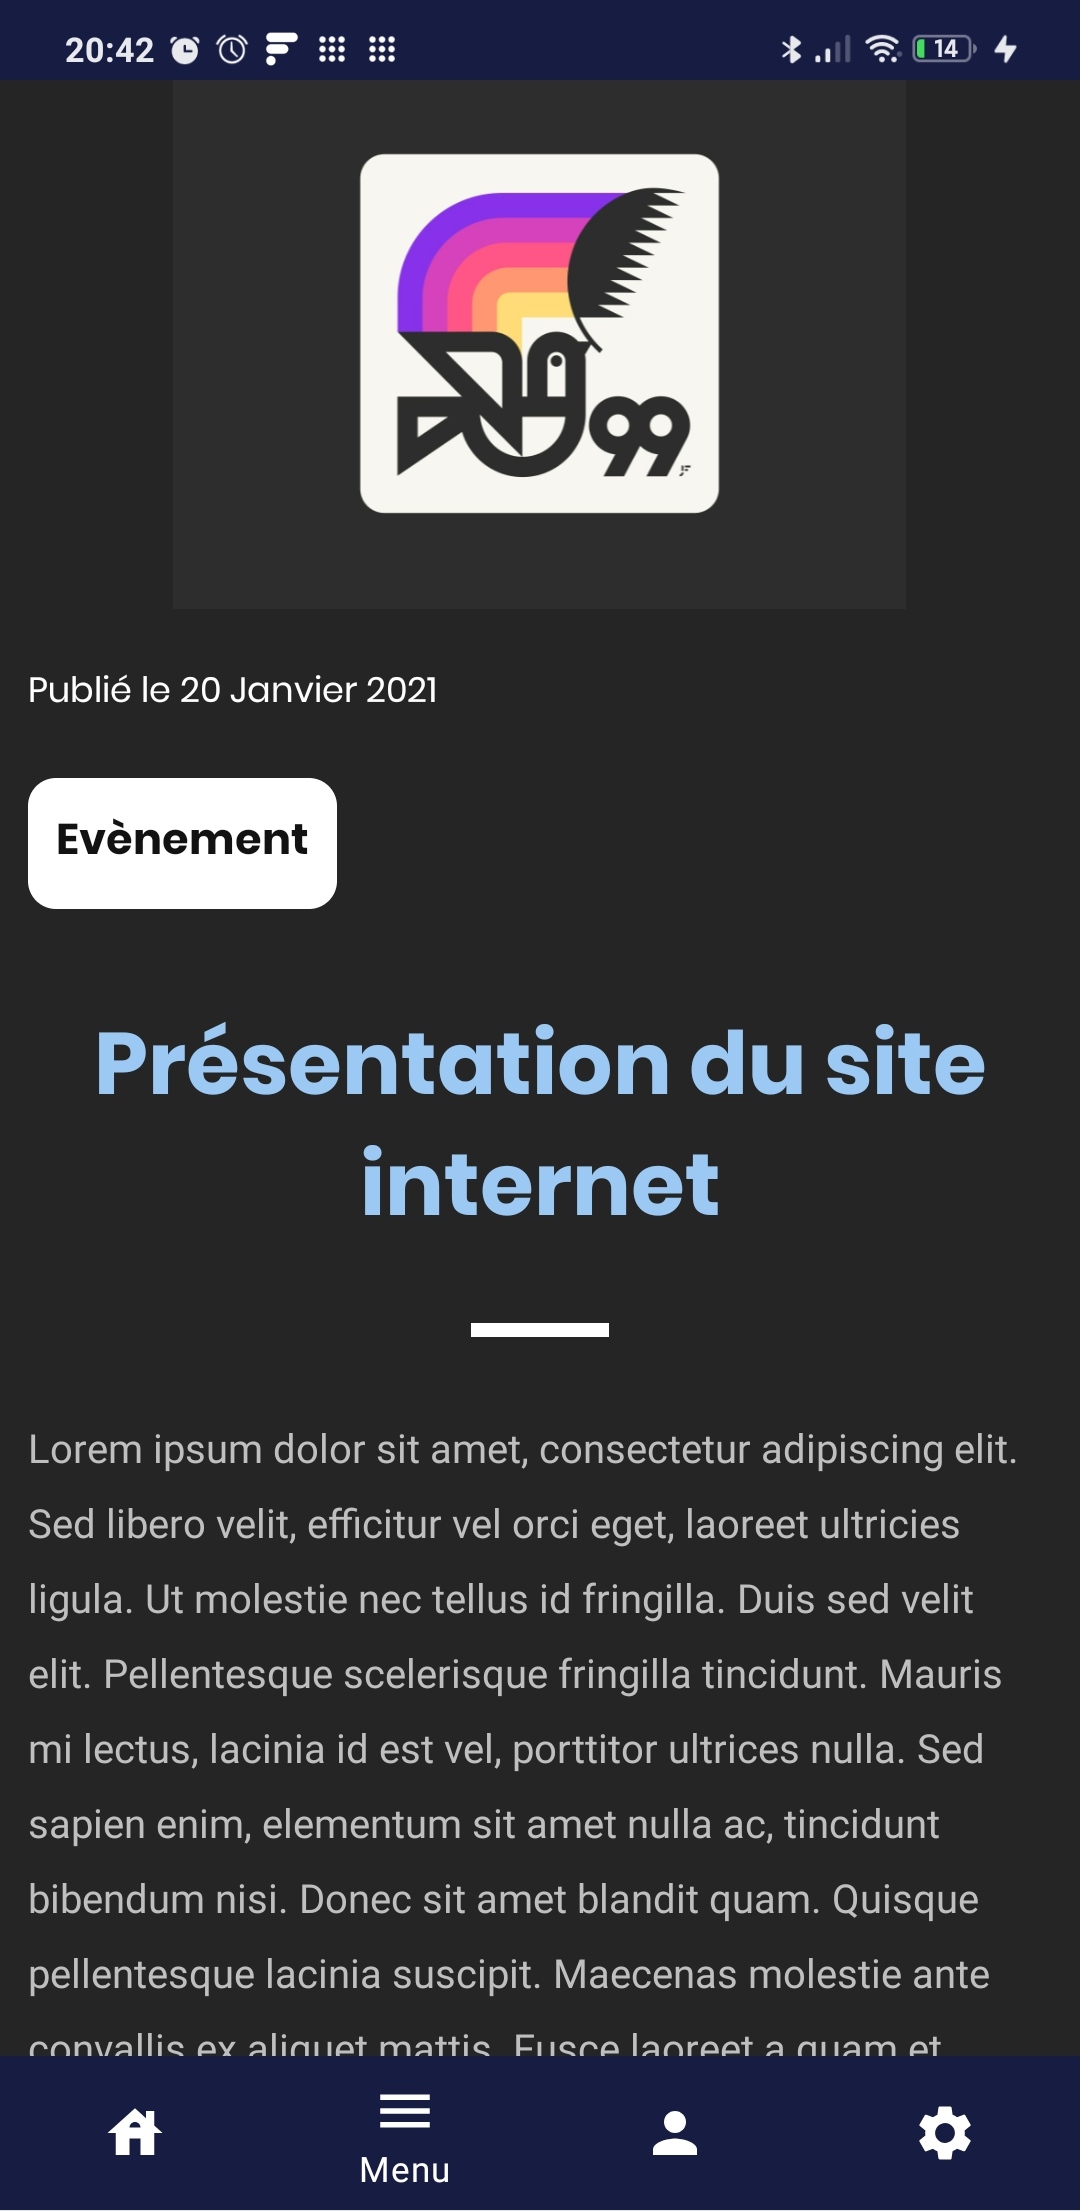 20:42
14
99
Publié le 20 Janvier 2021
Evènement
Présentation du site
internet
Lorem ipsum dolor sit amet, consectetur adipiscing elit.
Sed libero velit, efficitur vel orci eget, laoreet ultricies
ligula. Ut molestie nec tellus id fringilla. Duis sed velit
elit. Pellentesque scelerisque fringilla tincidunt. Mauris
mi lectus, lacinia id est vel, porttitor ultrices nulla. Sed
sapien enim, elementum sit amet nulla ac, tincidunt
bibendum nisi. Donec sit amet blandit quam. Quisque
pellentesque lacinia suscipit. Maecenas molestie ante
convallis ex aliquet mattis. Fusce laoreet a quam et
Menu